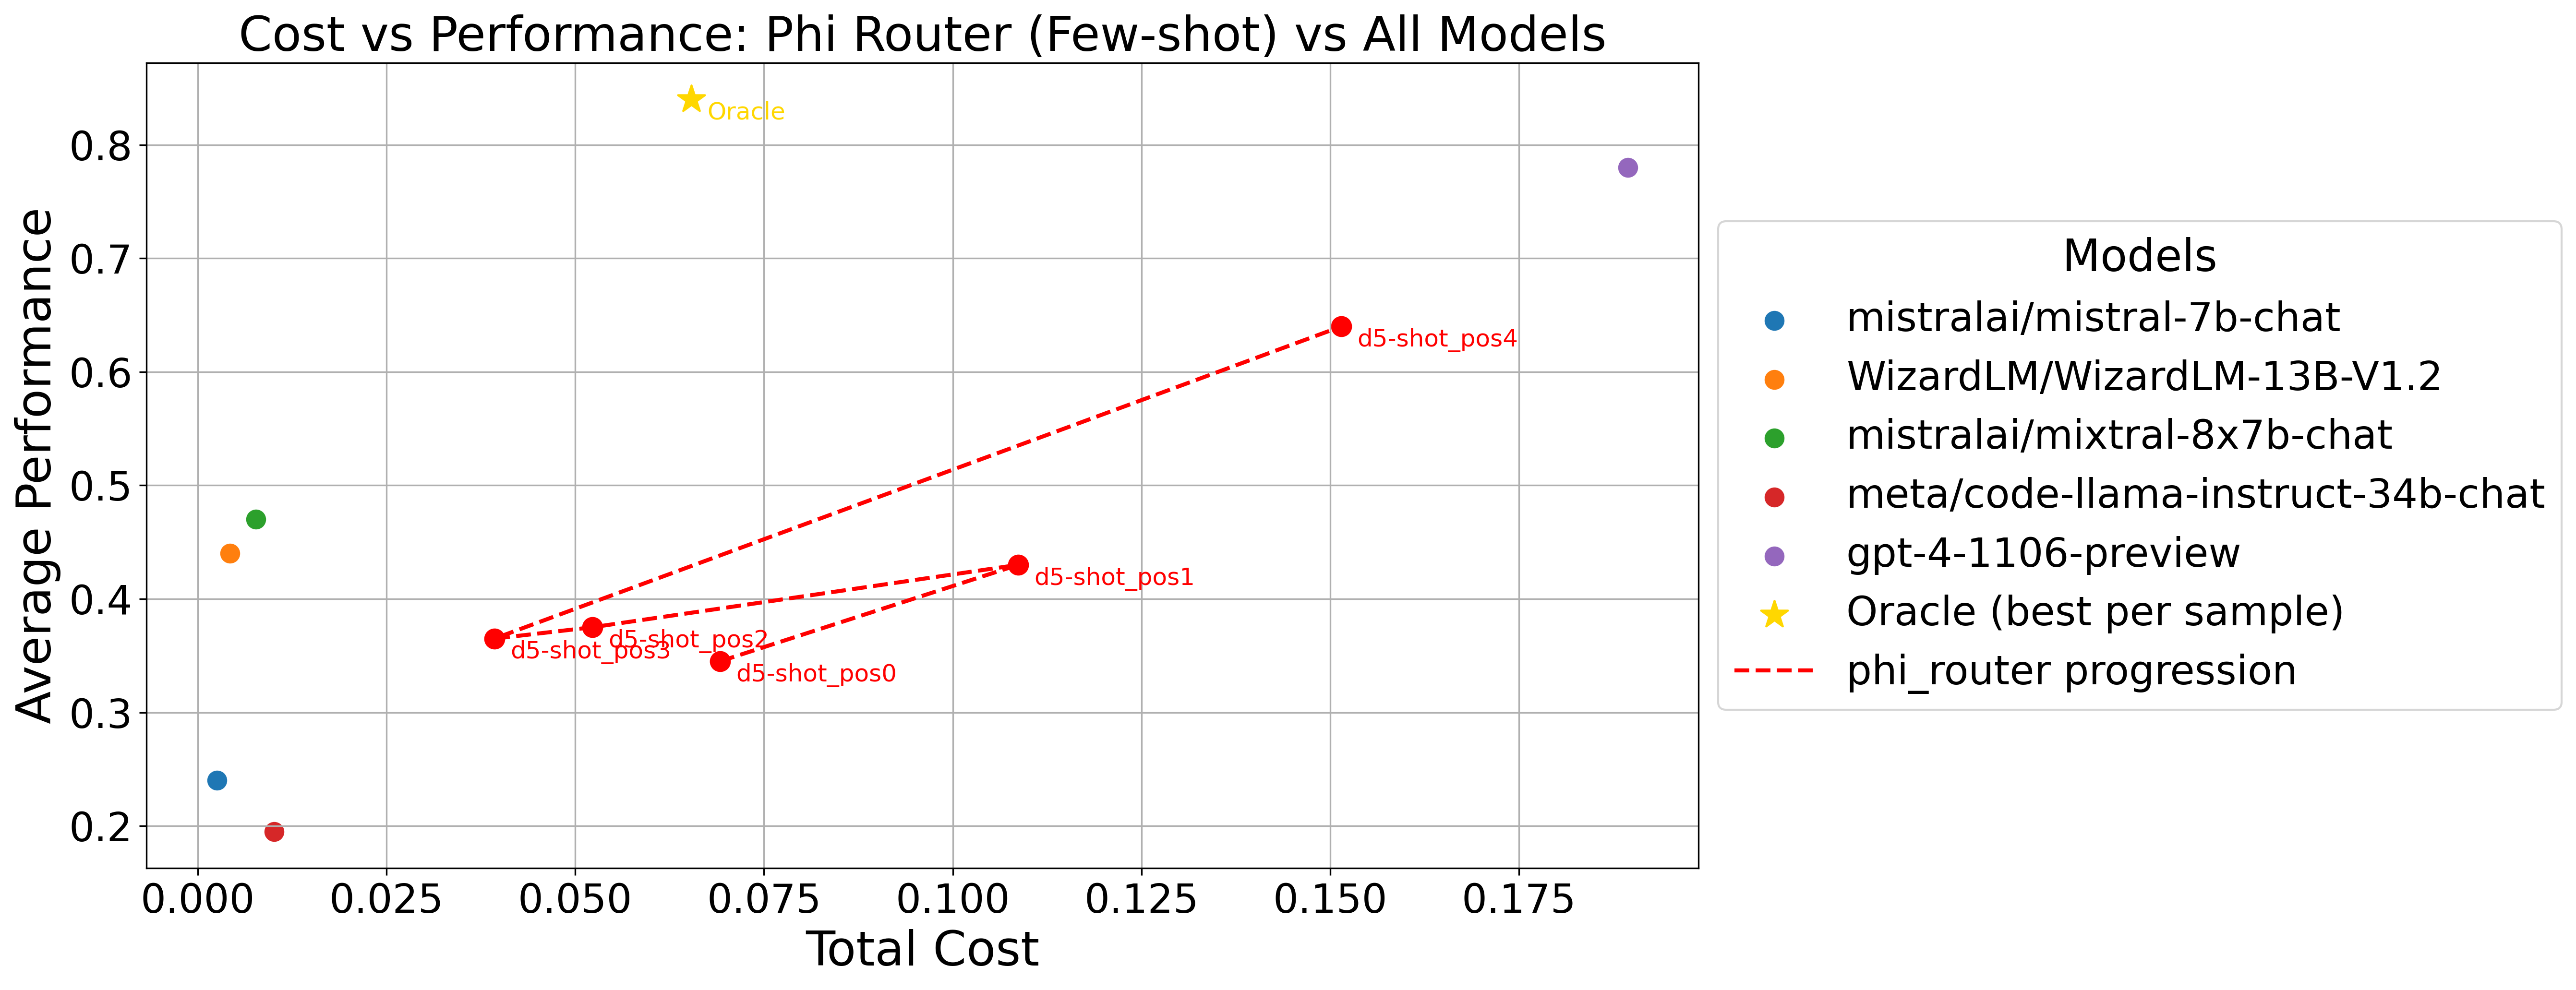 Cost vs Performance: Phi Router (Few-shot) vs All Models
Average Performance
0.8
0.7
0.6
0.5
0.4
0.3
0.2
Oracle
d5-shot_pos4
d5-shot_pos1
d5-shot_pos2
d5-shot_pos3
d5-shot_pos0
0.000 0.025 0.050 0.075 0.100 0.125 0.150 0.175
Total Cost
Models
mistralai/mistral-7b-chat
WizardLM/WizardLM-13B-V1.2
mistralai/mixtral-8x7b-chat
meta/code-llama-instruct-34b-chat
gpt-4-1106-preview
Oracle (best per sample)
phi_router progression